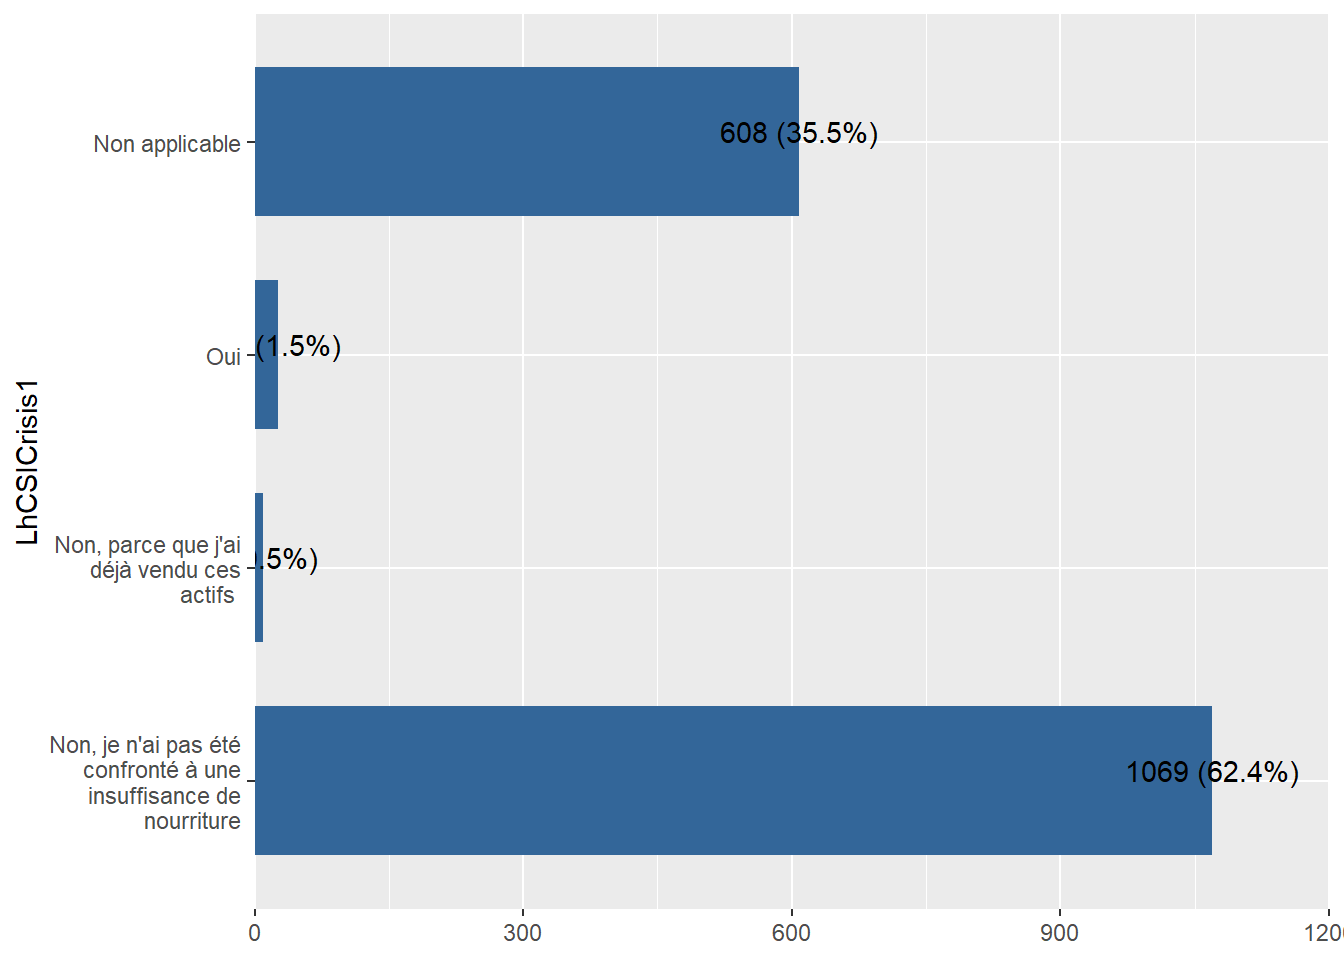 LhCSICrisis1
Non applicable
608 (35.5%)
Oui
(1.5%)
Non, parce que j'ai
déjà vendu ces
actifs
.5%)
Non, je n'ai pas été
confronté à une
insuffisance de
nourriture
1069 (62.4%)
0
300
600
900